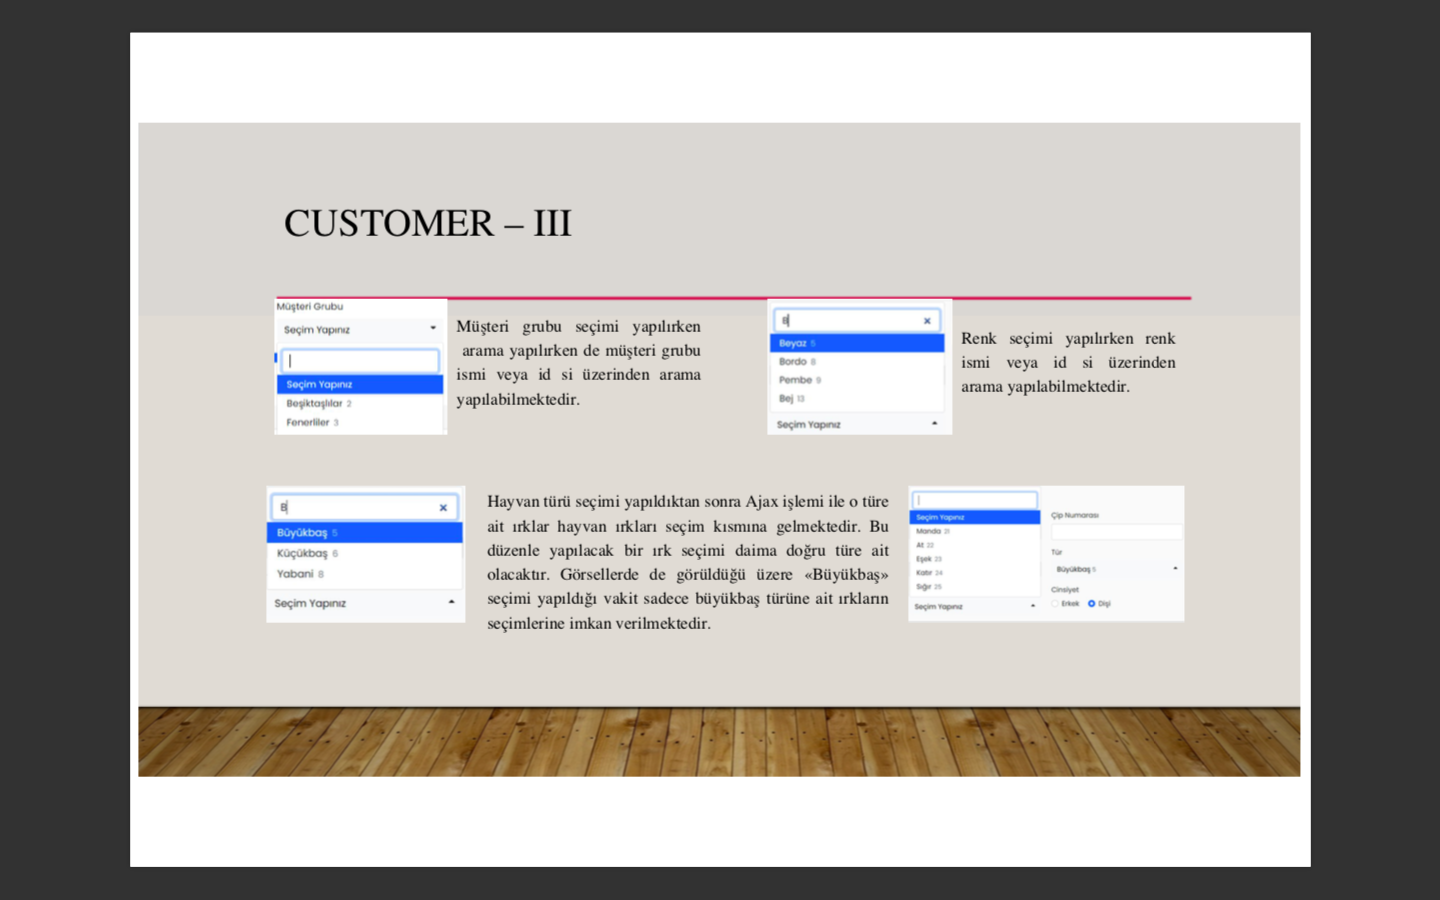 CUSTOMER – III
Müşteri Grubu
Seçim Yapınız
Seçim Yapınız
Beşiktaşlılar 2
Fenerliler 3
Müşteri grubu seçimi yapılırken
arama yapılırken de müşteri grubu
ismi veya id si üzerinden arama
yapılabilmektedir.
B
Beyaz 5
Bordo 8
Pembe 9
Bej 13
Seçim Yapınız
Renk seçimi yapılırken renk
ismi veya id si üzerinden
arama yapılabilmektedir.
B
Büyükbaş 5
Küçükbaş 6
Yabani 8
Seçim Yapınız
Hayvan türü seçimi yapıldıktan sonra Ajax işlemi ile o türe
ait ırklar hayvan ırkları seçim kısmına gelmektedir. Bu
düzenle yapılacak bir ırk seçimi daima doğru türe ait
olacaktır. Görsellerde de görüldüğü üzere «Büyükbaş»
seçimi yapıldığı vakit sadece büyükbaş türüne ait ırkların
seçimlerine imkan verilmektedir.
Seçim Yapınız
Manda 21
At 22
Eşek 23
Katır 24
Sığır 25
Seçim Yapınız
Çip Numarası
Tür
Büyükbaş 5
Cinsiyet
Erkek Dişi